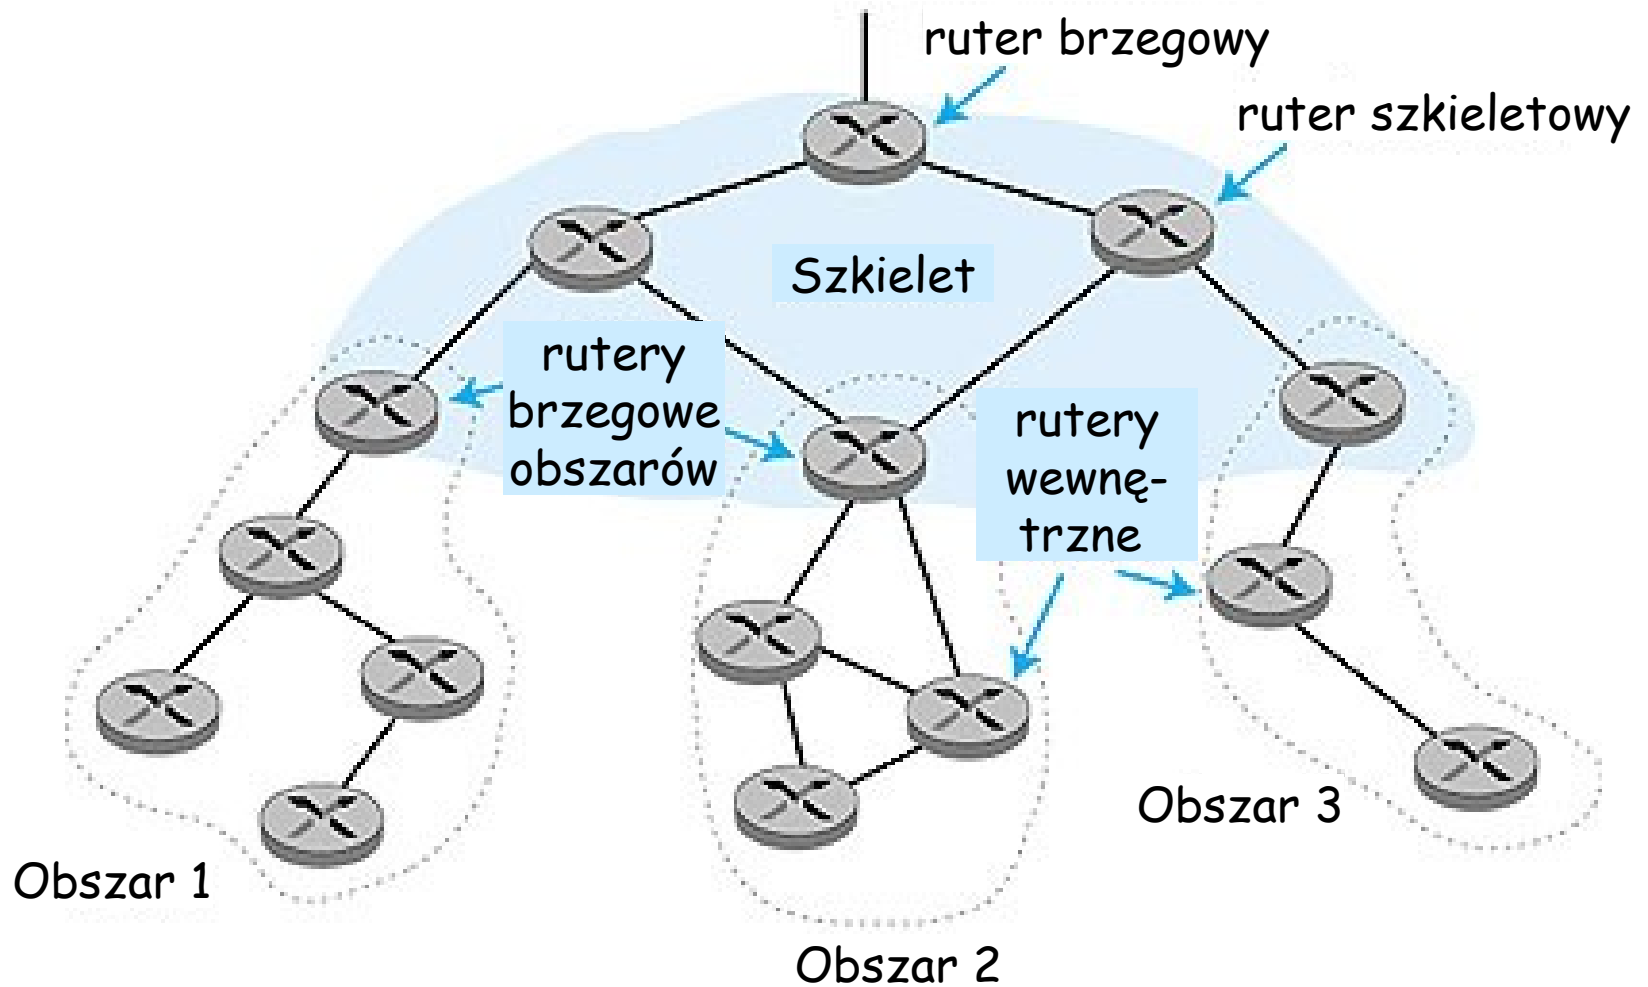 ruter brzegowy
ruter szkieletowy
Szkielet
rutery
brzegowe
obszarów
rutery
wewnę-
trzne
Obszar 3
Obszar 1
Obszar 2